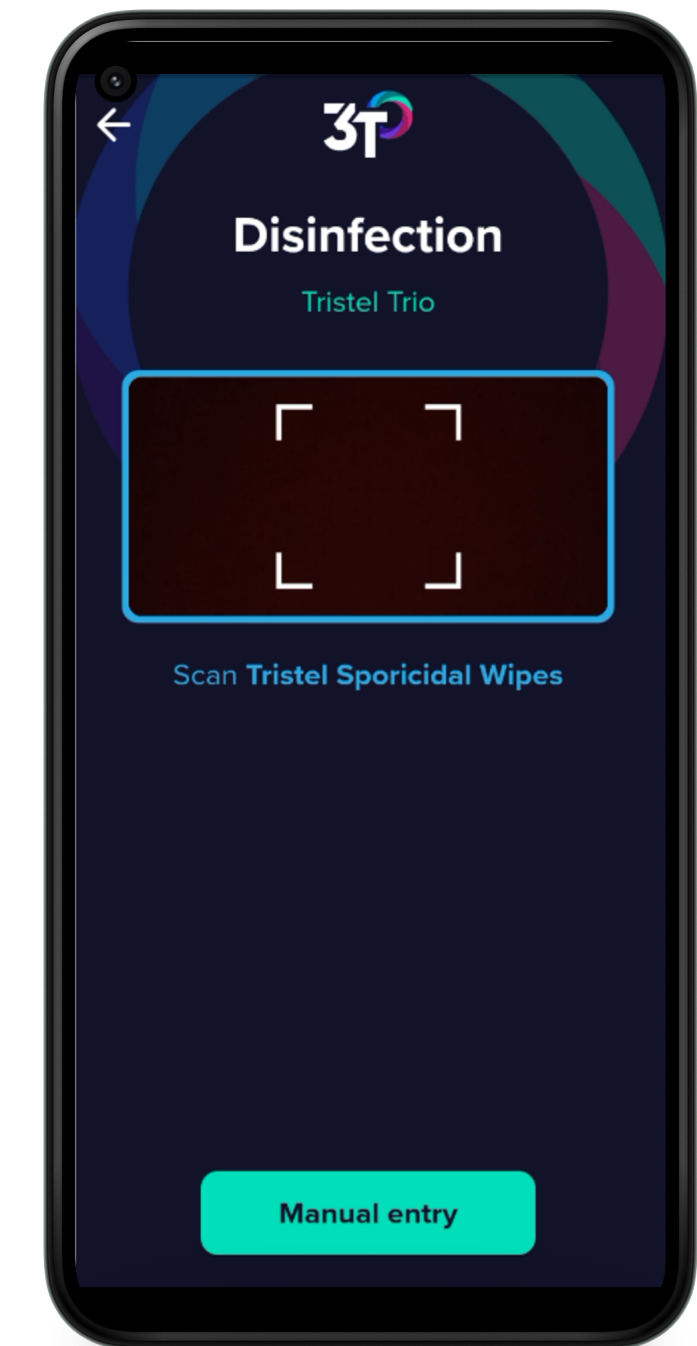 3T
Disinfection
Tristel Trio
Scan Tristel Sporicidal Wipes
Manual entry